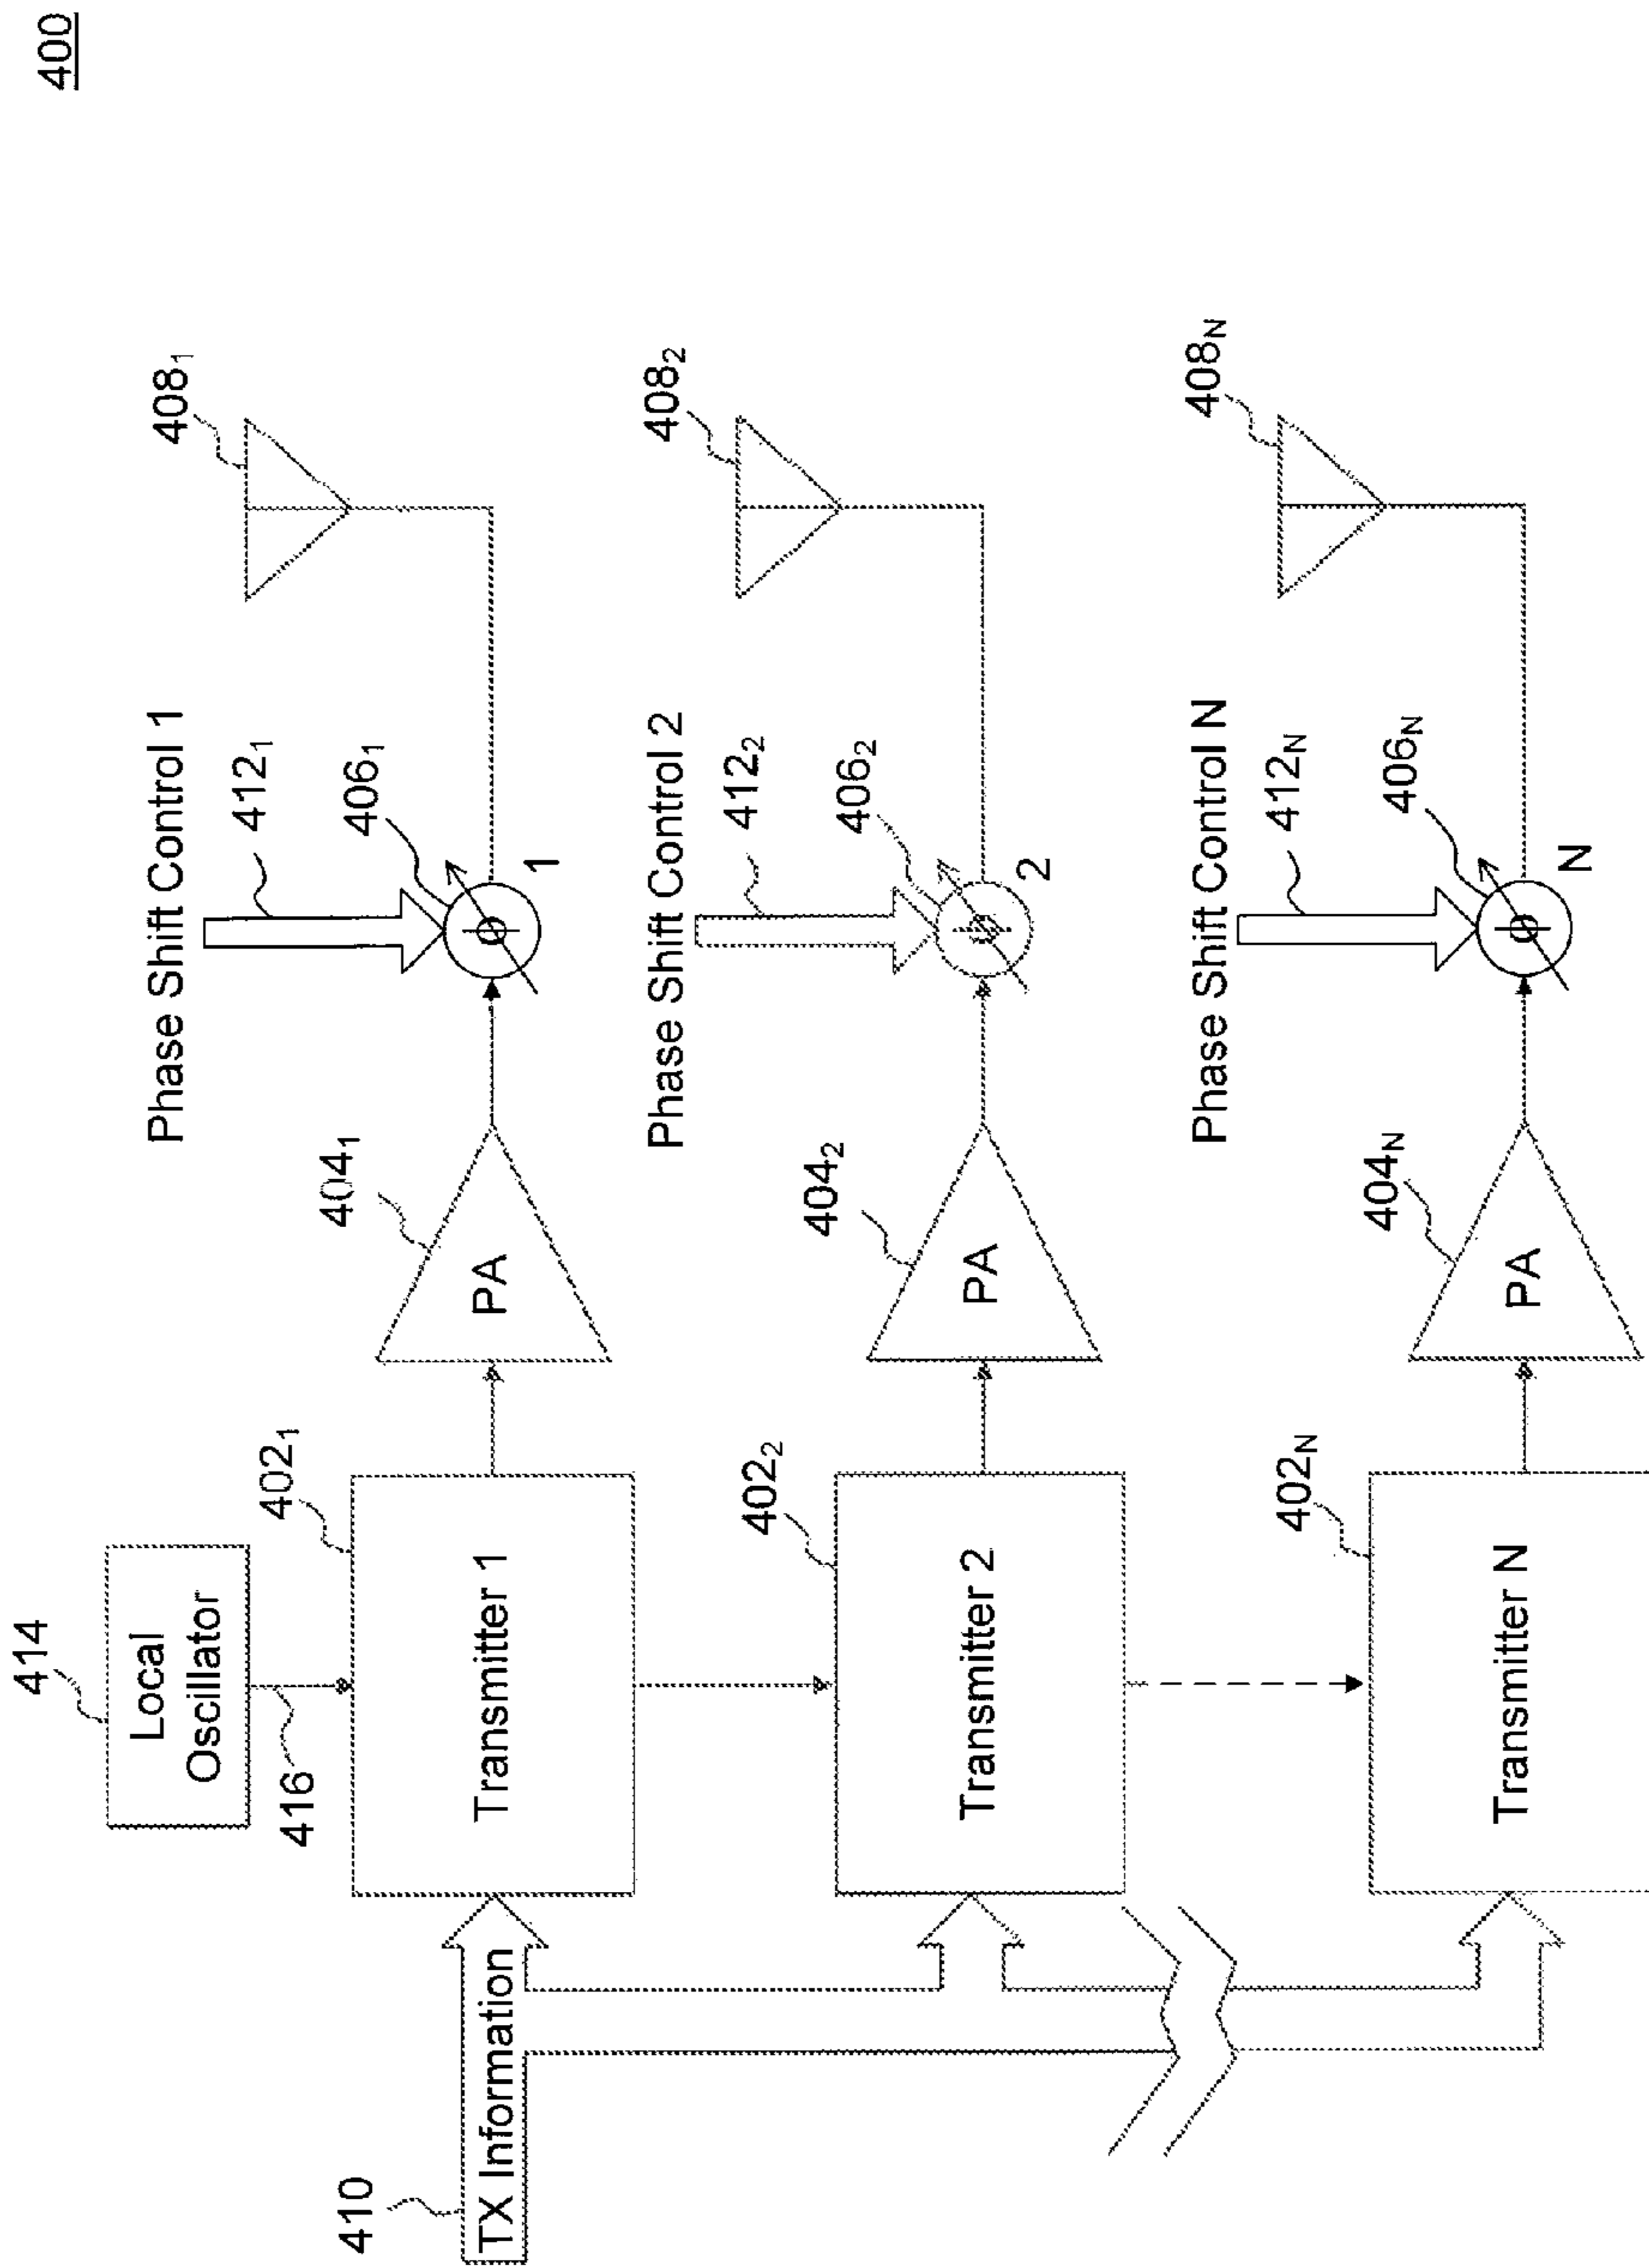 400
414
Local
Oscillator
416
402₁
Transmitter 1
404₁
PA
Phase Shift Control 1
412₁
406₁
1
408₁
410
TX Information
402₂
Transmitter 2
404₂
PA
Phase Shift Control 2
412₂
406₂
2
408₂
402N
Transmitter N
404N
PA
Phase Shift Control N
412N
406N
N
408N